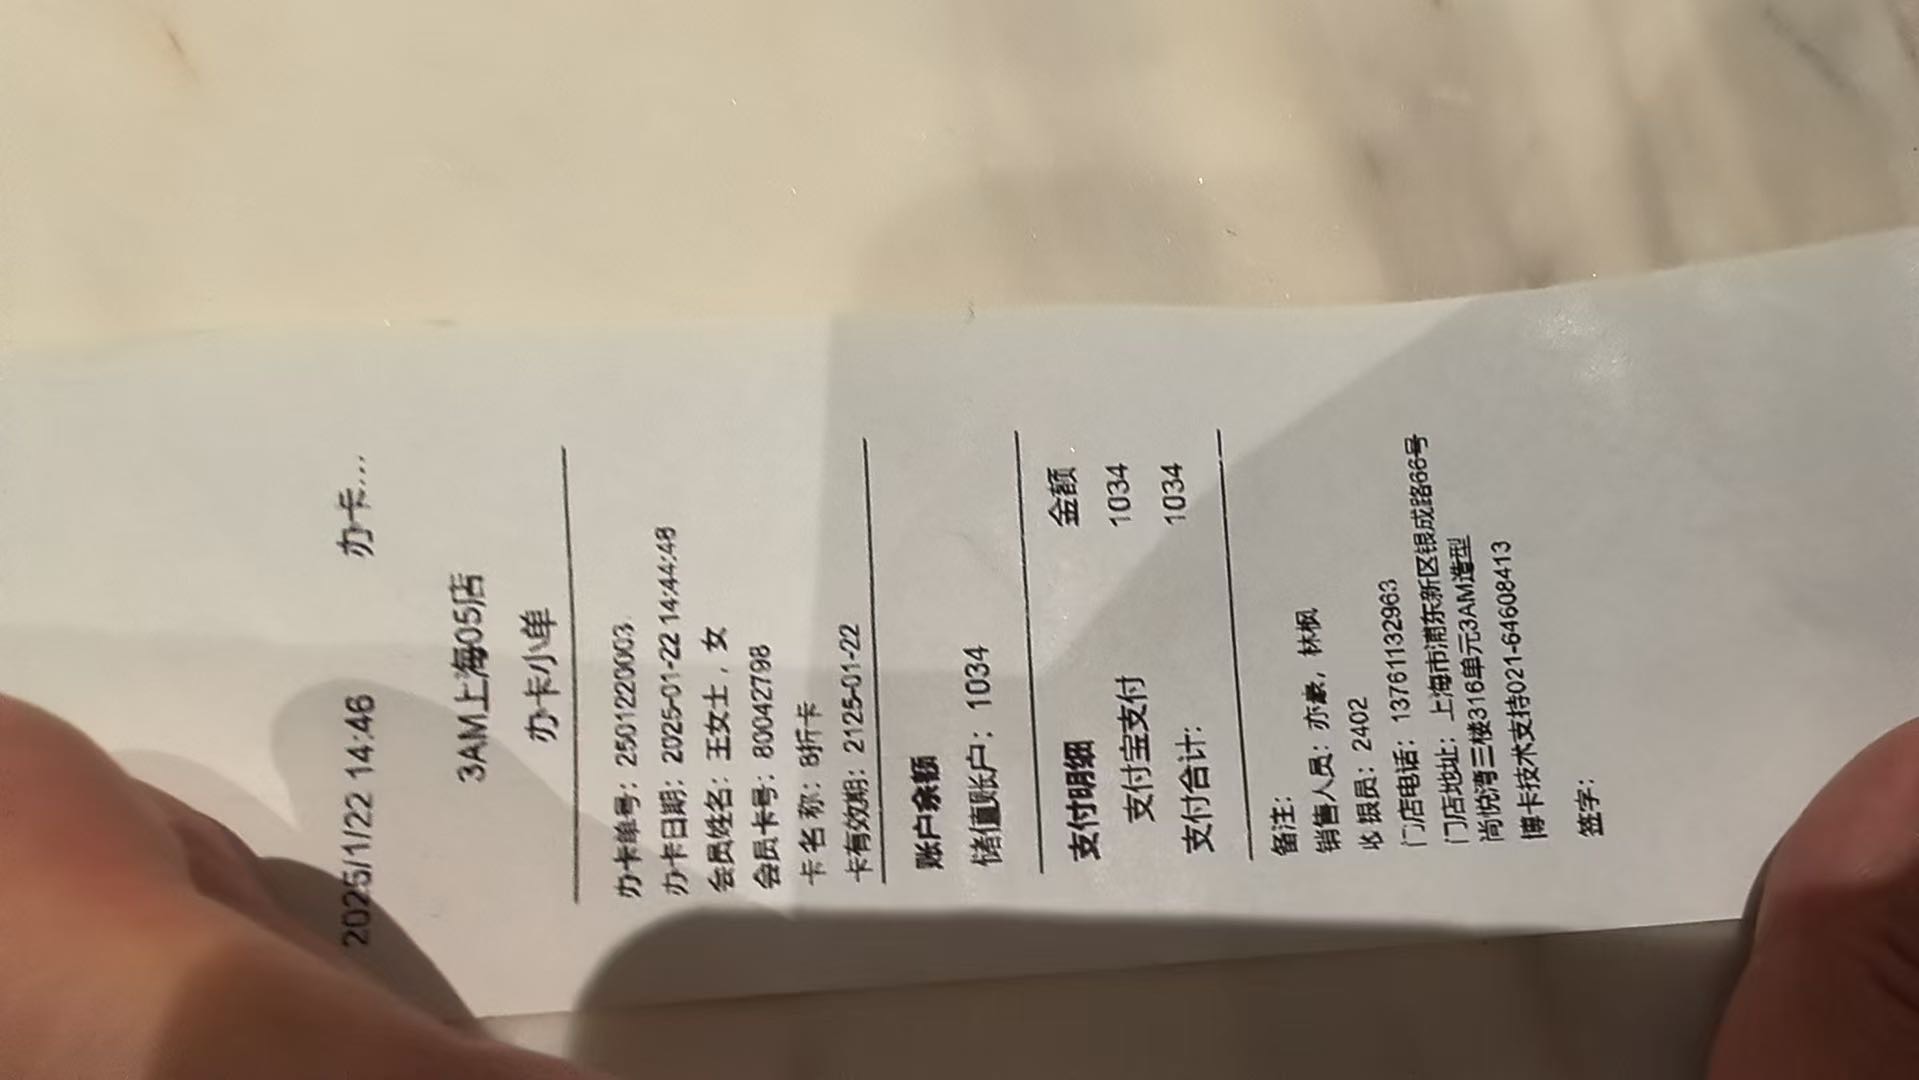 2025/1/22 14:46 办卡...
3AM上海05店
办卡小单
办卡单号：2501220003
办卡日期：2025-01-22 14:44:48
会员姓名：王女士，女
会员卡号：80042798
卡名称：8折卡
卡有效期：2125-01-22
账户余额
储值账户：1034
支付明细 金额
支付宝支付 1034
支付合计： 1034
备注：
销售人员：亦豪，林枫
收银员：2402
门店电话：13761132963
门店地址：上海市浦东新区银成路66号
尚悦湾三楼316单元3AM造型
博卡技术支持021-64608413
签字：